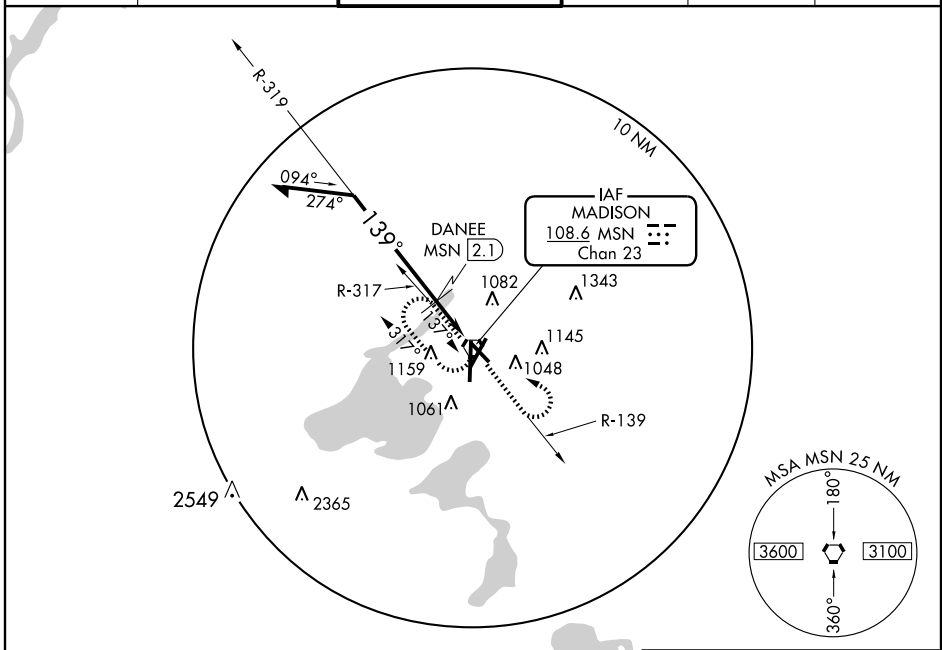 R-319
10 NM
094°
274°
139°
IAF
MADISON
108.6 MSN
Chan 23
DANEE
MSN 2.1
1082
1343
R-317
137°
317°
1145
1159
1048
1061
R-139
2549
2365
MSA MSN 25 NM
180°
3600
3100
360°